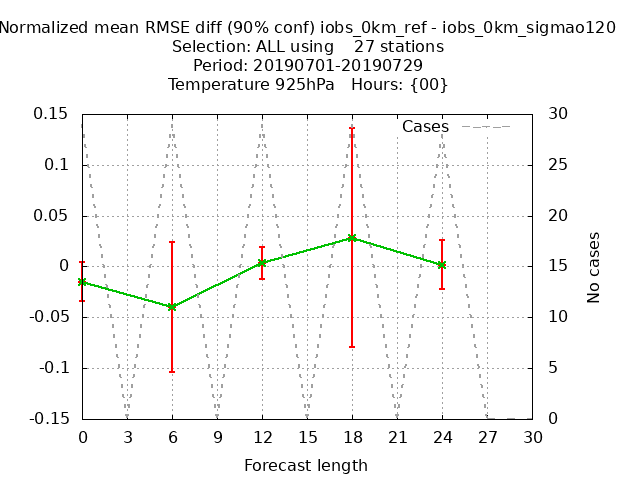 Normalized mean RMSE diff (90% conf) iobs_0km_ref - iobs_0km_sigmao120
Selection: ALL using    27 stations
Period: 20190701-20190729
Temperature 925hPa   Hours: {00}
0.15
0.1
0.05
0
-0.05
-0.1
-0.15
Cases
30
25
20
15
10
5
0
No cases
0 3 6 9 12 15 18 21 24 27 30
Forecast length